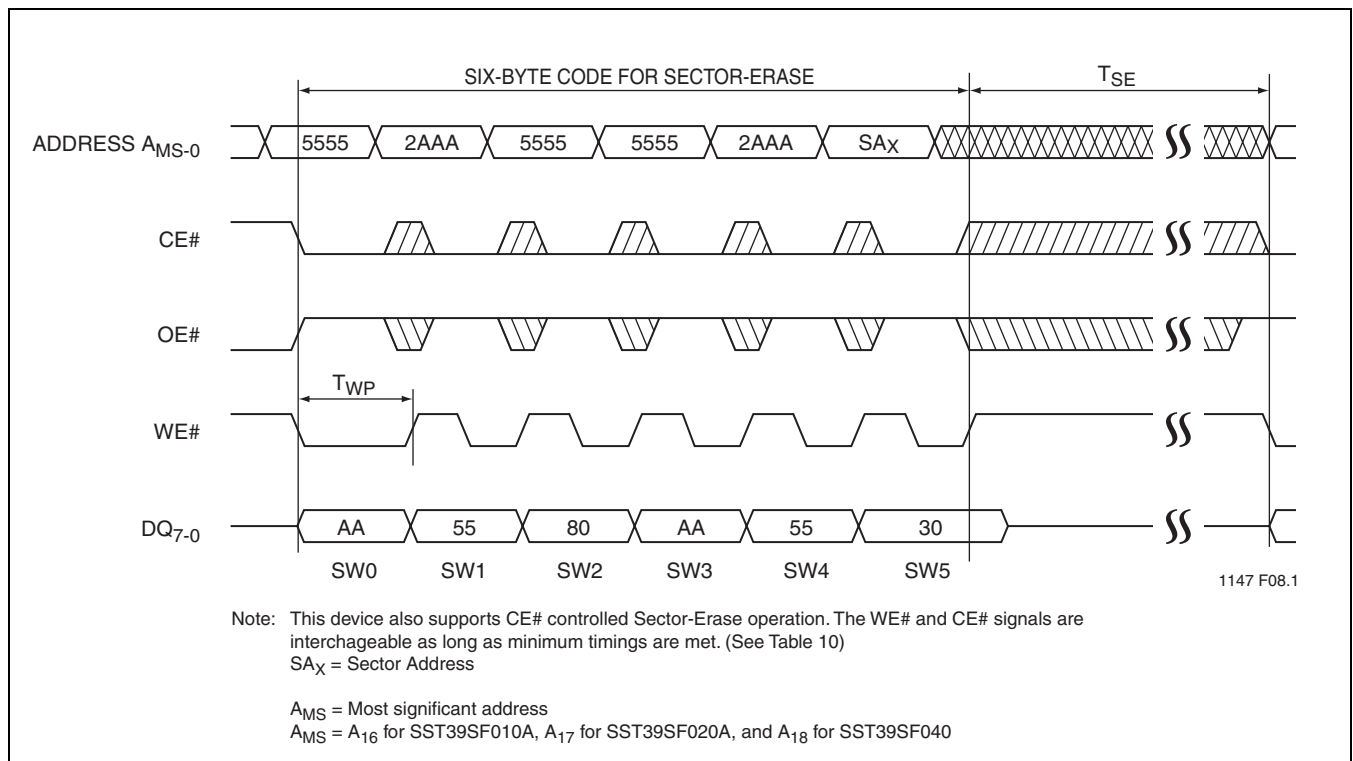 SIX-BYTE CODE FOR SECTOR-ERASE
TSE
ADDRESS AMS-0
5555 2AAA 5555 5555 2AAA SAX
CE#
OE#
TWP
WE#
DQ7-0
AA 55 80 AA 55 30
SW0 SW1 SW2 SW3 SW4 SW5
1147 F08.1
Note: This device also supports CE# controlled Sector-Erase operation. The WE# and CE# signals are
interchageable as long as minimum timings are met. (See Table 10)
SAX = Sector Address
AMS = Most significant address
AMS = A16 for SST39SF010A, A17 for SST39SF020A, and A18 for SST39SF040